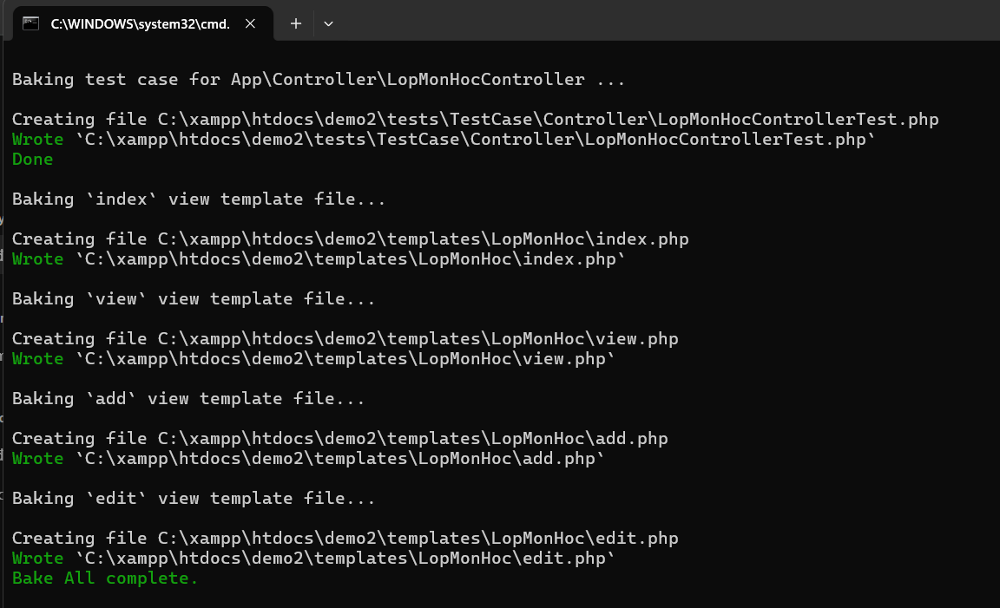 C:\WINDOWS\system32\cmd.
Baking test case for App\Controller\LopMonHocController ...
Creating file C:\xampp\htdocs\demo2\tests\TestCase\Controller\LopMonHocControllerTest.php
Wrote `C:\xampp\htdocs\demo2\tests\TestCase\Controller\LopMonHocControllerTest.php`
Done
Baking `index` view template file...
Creating file C:\xampp\htdocs\demo2\templates\LopMonHoc\index.php
Wrote `C:\xampp\htdocs\demo2\templates\LopMonHoc\index.php`
Baking `view` view template file...
Creating file C:\xampp\htdocs\demo2\templates\LopMonHoc\view.php
Wrote `C:\xampp\htdocs\demo2\templates\LopMonHoc\view.php`
Baking `add` view template file...
Creating file C:\xampp\htdocs\demo2\templates\LopMonHoc\add.php
Wrote `C:\xampp\htdocs\demo2\templates\LopMonHoc\add.php`
Baking `edit` view template file...
Creating file C:\xampp\htdocs\demo2\templates\LopMonHoc\edit.php
Wrote `C:\xampp\htdocs\demo2\templates\LopMonHoc\edit.php`
Bake All complete.